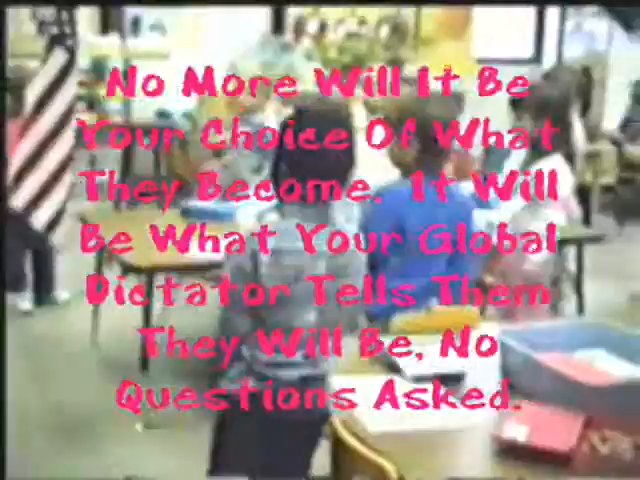 No More Will It Be
Your Choice Of What
They Become. It Will
Be What Your Global
Dictator Tells Them
They Will Be, No
Questions Asked.